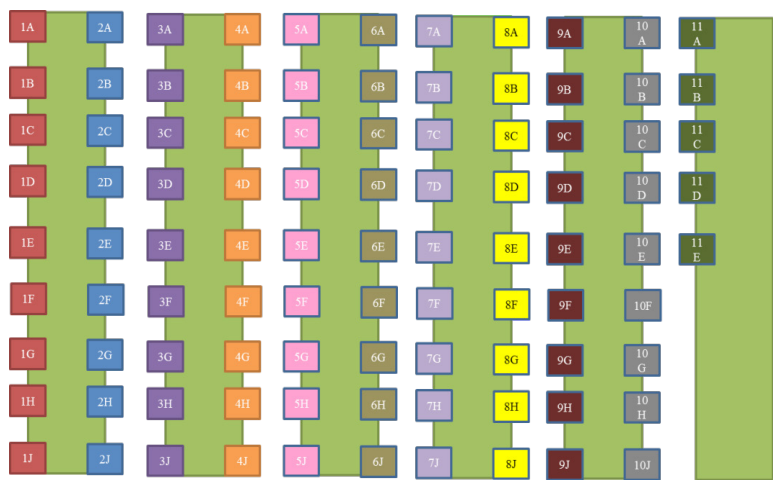 1A 2A 3A 4A 5A 6A 7A 8A 9A 10 A 11 A
1B 2B 3B 4B 5B 6B 7B 8B 9B 10 B 11 B
1C 2C 3C 4C 5C 6C 7C 8C 9C 10 C 11 C
1D 2D 3D 4D 5D 6D 7D 8D 9D 10 D 11 D
1E 2E 3E 4E 5E 6E 7E 8E 9E 10 E 11 E
1F 2F 3F 4F 5F 6F 7F 8F 9F 10F
1G 2G 3G 4G 5G 6G 7G 8G 9G 10 G
1H 2H 3H 4H 5H 6H 7H 8H 9H 10 H
1J 2J 3J 4J 5J 6J 7J 8J 9J 10J